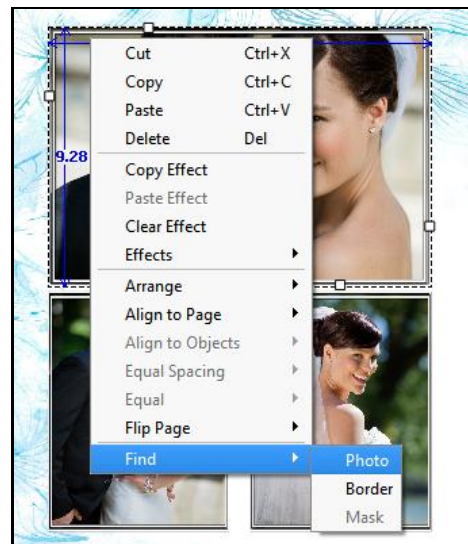 Cut Ctrl+X
Copy Ctrl+C
Paste Ctrl+V
Delete Del
9.28
Copy Effect
Paste Effect
Clear Effect
Effects
Arrange
Align to Page
Align to Objects
Equal Spacing
Equal
Flip Page
Find
Photo
Border
Mask